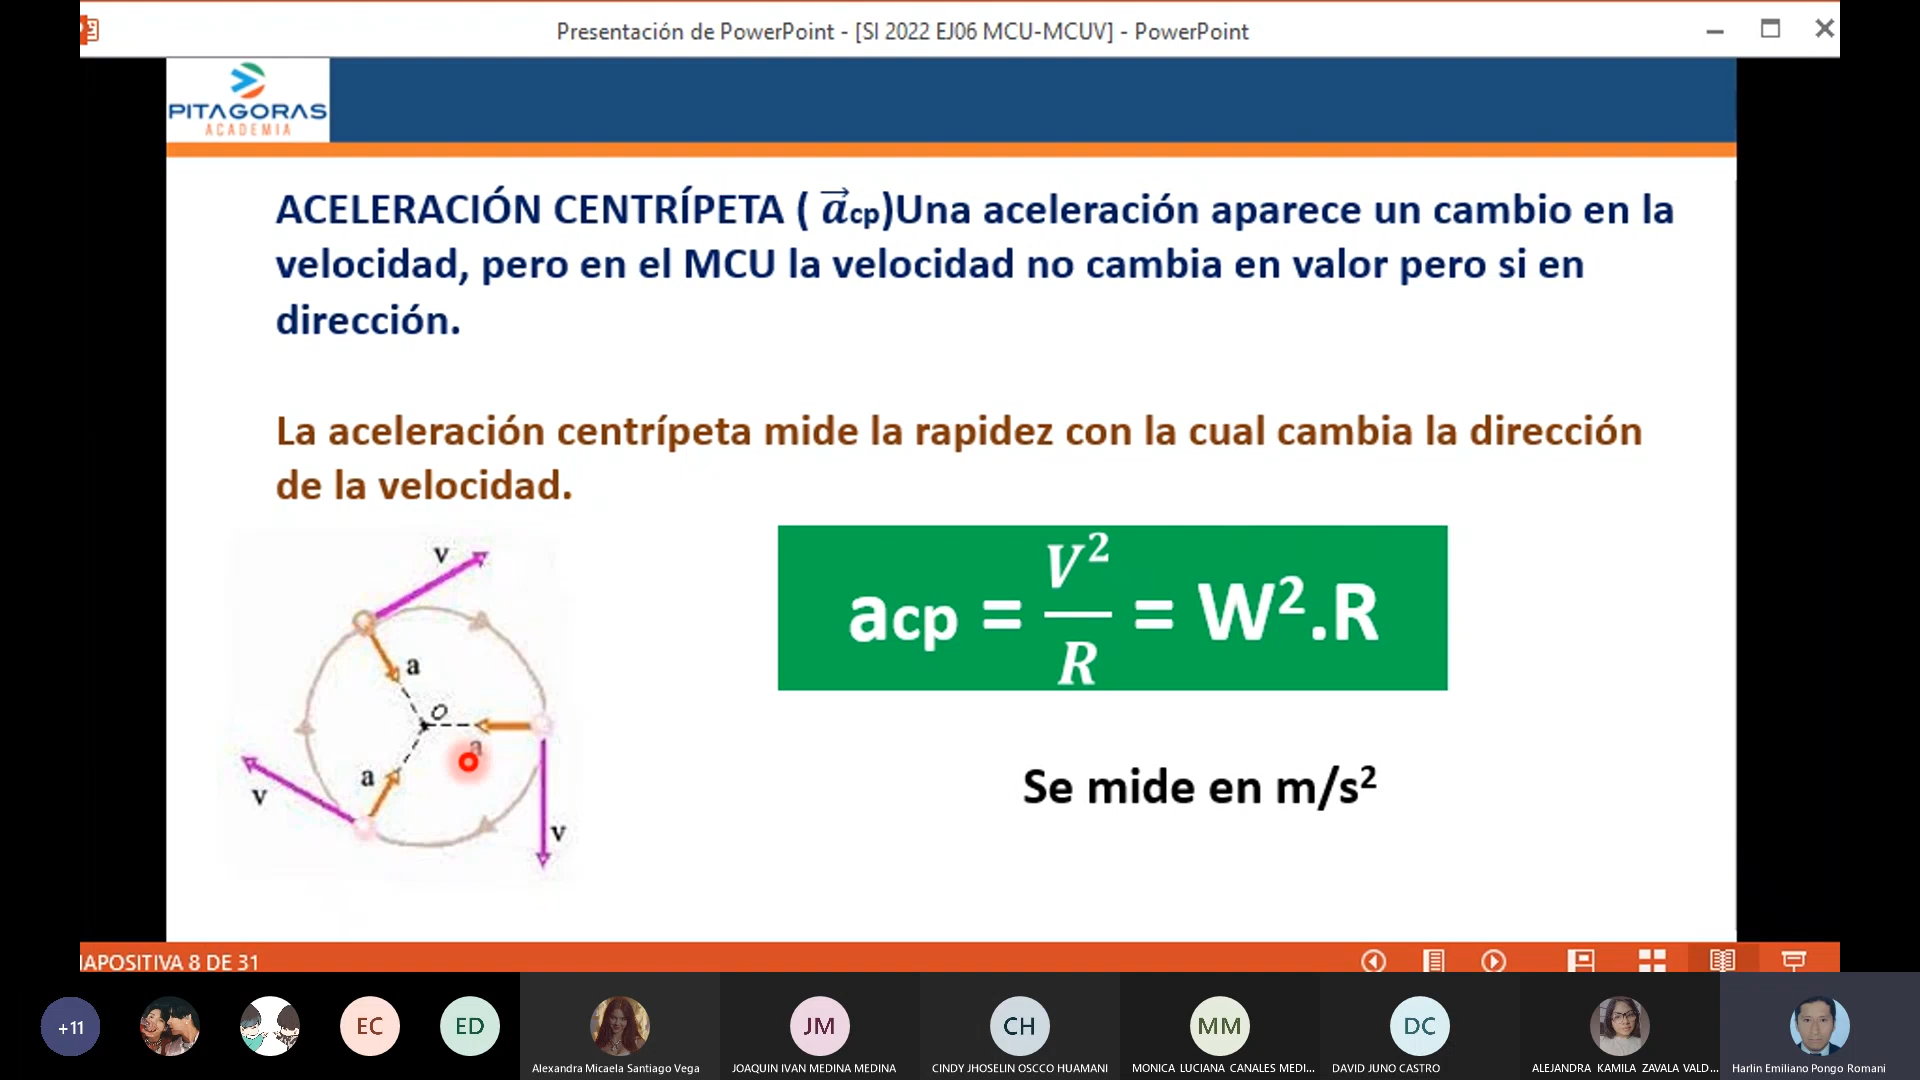 Presentación de PowerPoint - [SI 2022 EJ06 MCU-MCUV] - PowerPoint
PITAGORAS
ACADEMIA
ACELERACIÓN CENTRÍPETA ( a⃗cp)Una aceleración aparece un cambio en la
velocidad, pero en el MCU la velocidad no cambia en valor pero si en
dirección.
La aceleración centrípeta mide la rapidez con la cual cambia la dirección
de la velocidad.
v
a
O
a
a
v
v
acp = V²/R = W².R
Se mide en m/s²
IAPOSITIVA 8 DE 31
+11
EC
ED
JM
CH
MM
DC
Alexandra Micaela Santiago Vega
JOAQUIN IVAN MEDINA MEDINA
CINDY JHOSELIN OSCCO HUAMANI
MONICA LUCIANA CANALES MEDI...
DAVID JUNO CASTRO
ALEJANDRA KAMILA ZAVALA VALD...
Harlin Emiliano Pongo Romani